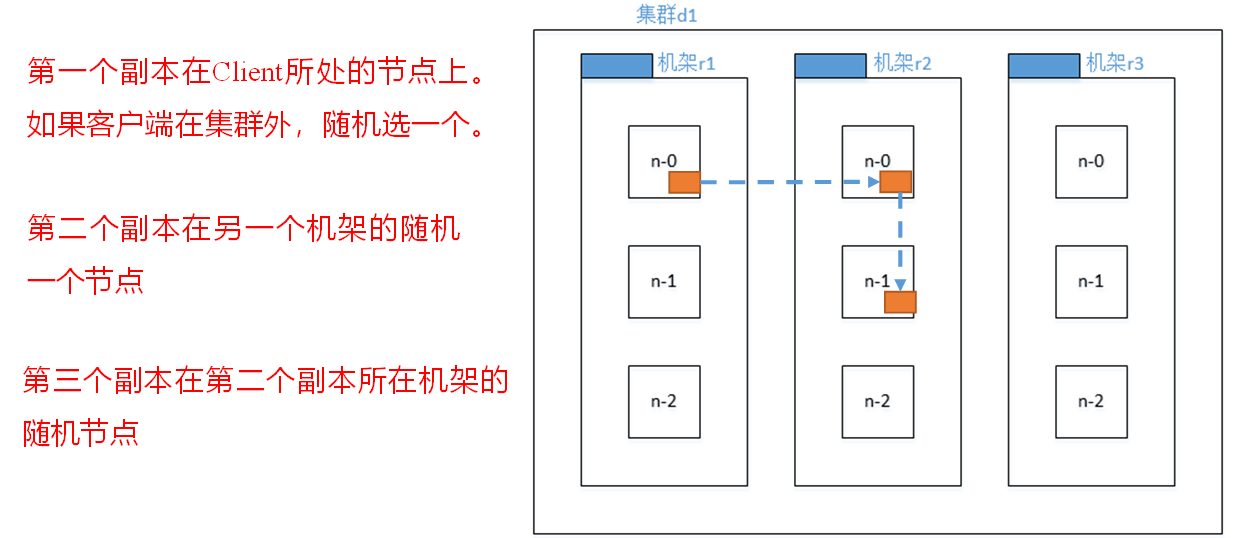 集群d1
第一个副本在Client所处的节点上。
如果客户端在集群外，随机选一个。
第二个副本在另一个机架的随机
一个节点
第三个副本在第二个副本所在机架的
随机节点
机架r1
n-0
n-1
n-2
机架r2
n-0
n-1
n-2
机架r3
n-0
n-1
n-2